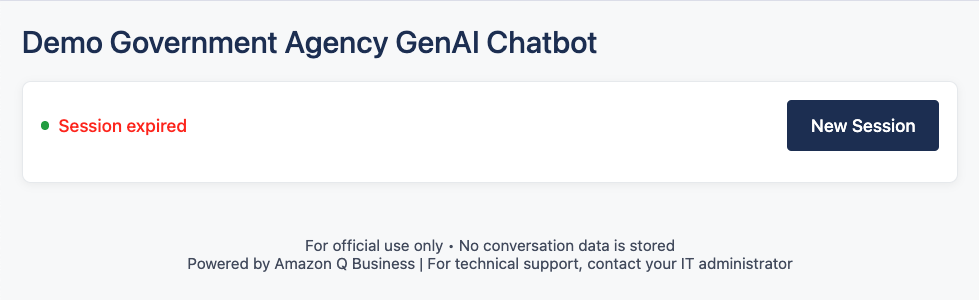 Demo Government Agency GenAI Chatbot
Session expired
New Session
For official use only • No conversation data is stored
Powered by Amazon Q Business | For technical support, contact your IT administrator